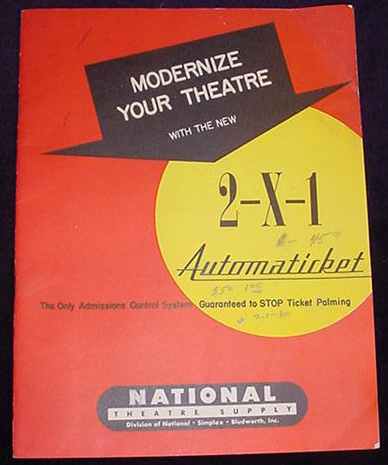 MODERNIZE
YOUR THEATRE
WITH THE NEW
2-X-1
Automaticket
The Only Admissions Control System Guaranteed to STOP Ticket Palming
NATIONAL
THEATRE SUPPLY
Division of National • Simplex • Bludworth, Inc.